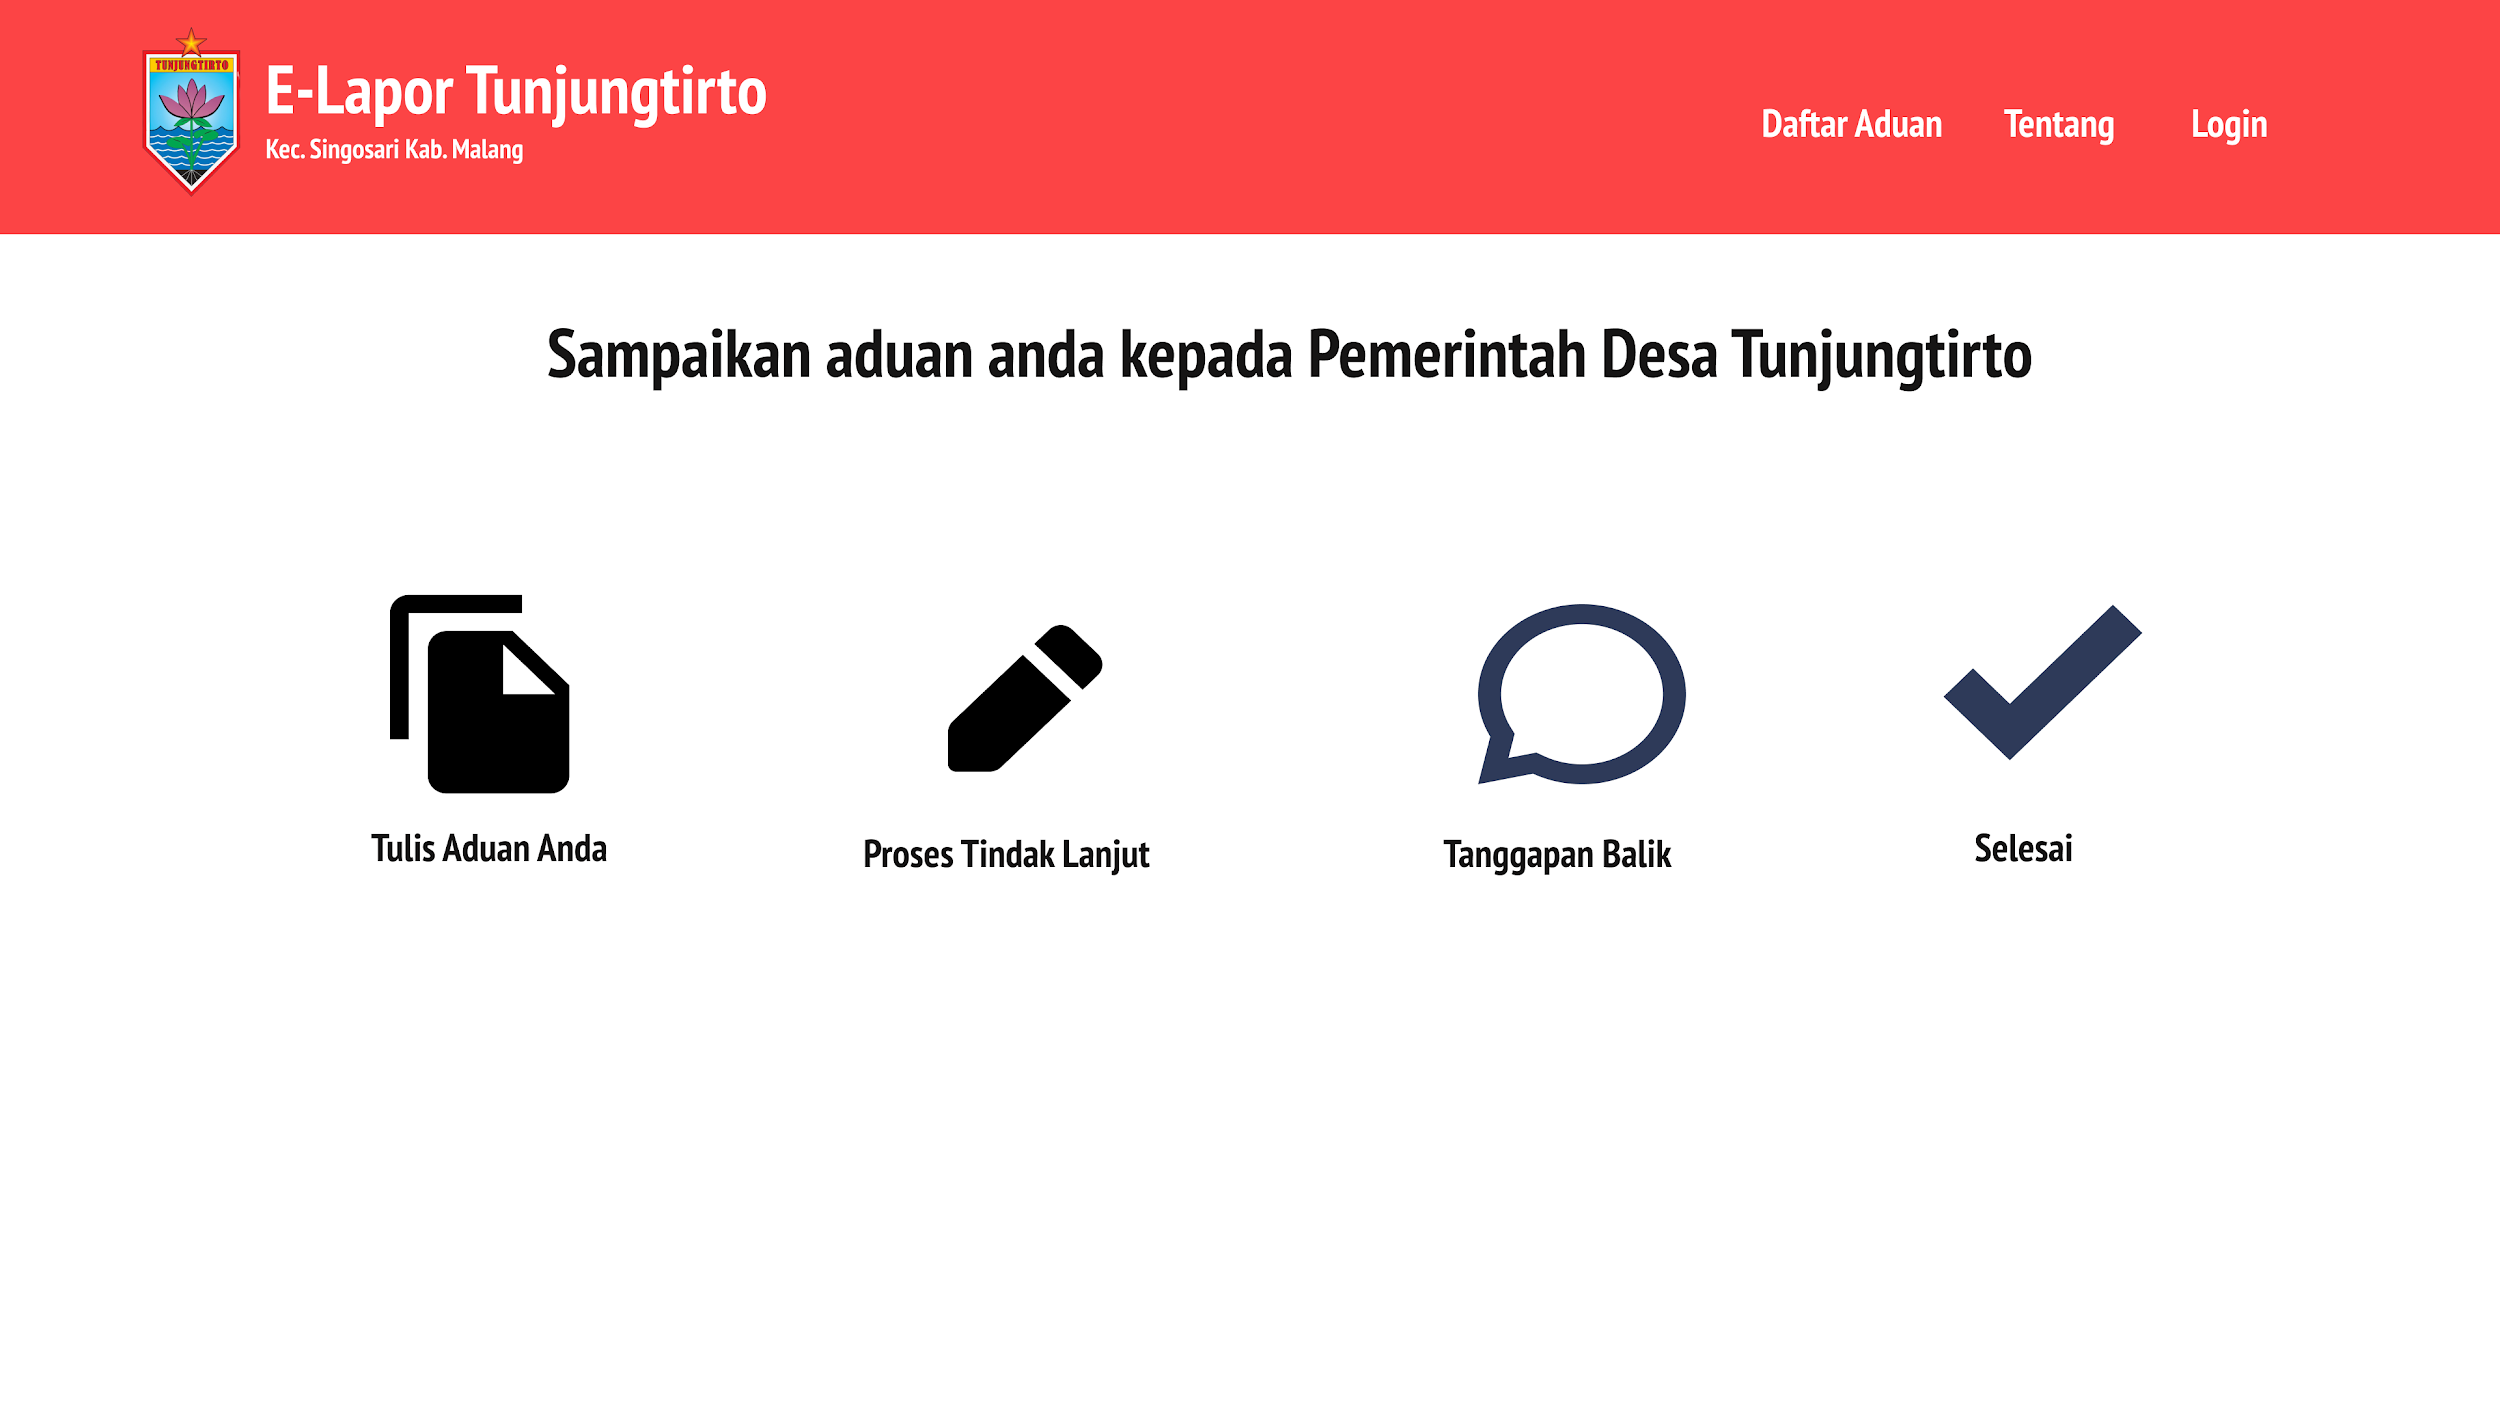 TUNJUNGTIRTO
E-Lapor Tunjungtirto
Kec. Singosari Kab. Malang
Daftar Aduan
Tentang
Login
Sampaikan aduan anda kepada Pemerintah Desa Tunjungtirto
Tulis Aduan Anda
Proses Tindak Lanjut
Tanggapan Balik
Selesai